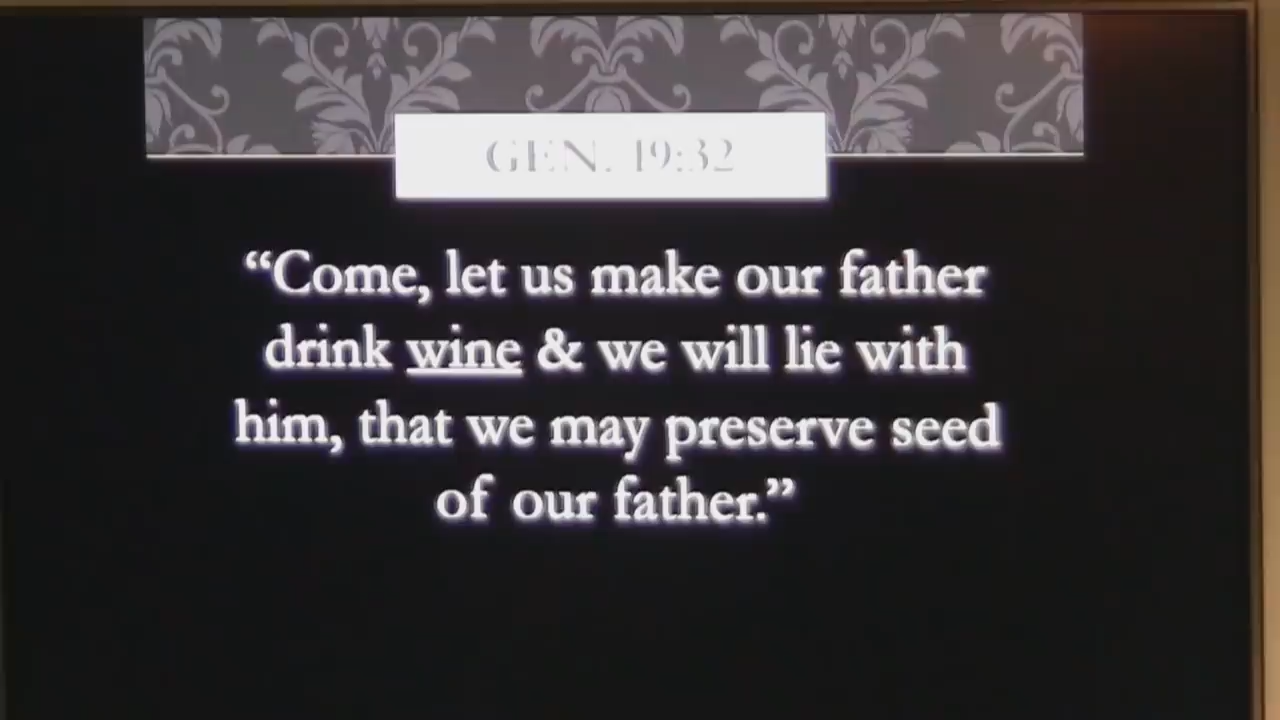 GEN. 19:32
“Come, let us make our father
drink wine & we will lie with
him, that we may preserve seed
of our father.”